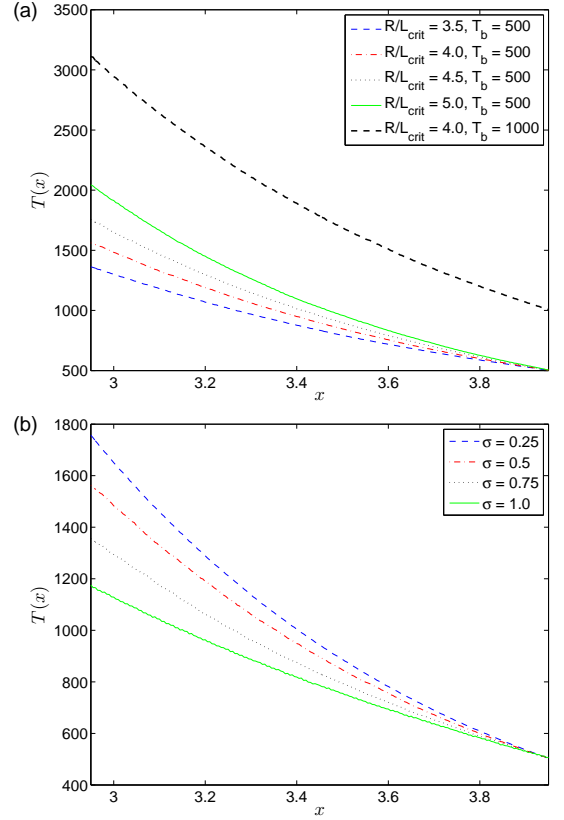 (a)
R/L_crit = 3.5, T_b = 500
R/L_crit = 4.0, T_b = 500
R/L_crit = 4.5, T_b = 500
R/L_crit = 5.0, T_b = 500
R/L_crit = 4.0, T_b = 1000
3500
3000
2500
2000
1500
1000
500
T(x)
3 3.2 3.4 3.6 3.8
x
(b)
σ = 0.25
σ = 0.5
σ = 0.75
σ = 1.0
1800
1600
1400
1200
1000
800
600
400
T(x)
3 3.2 3.4 3.6 3.8
x